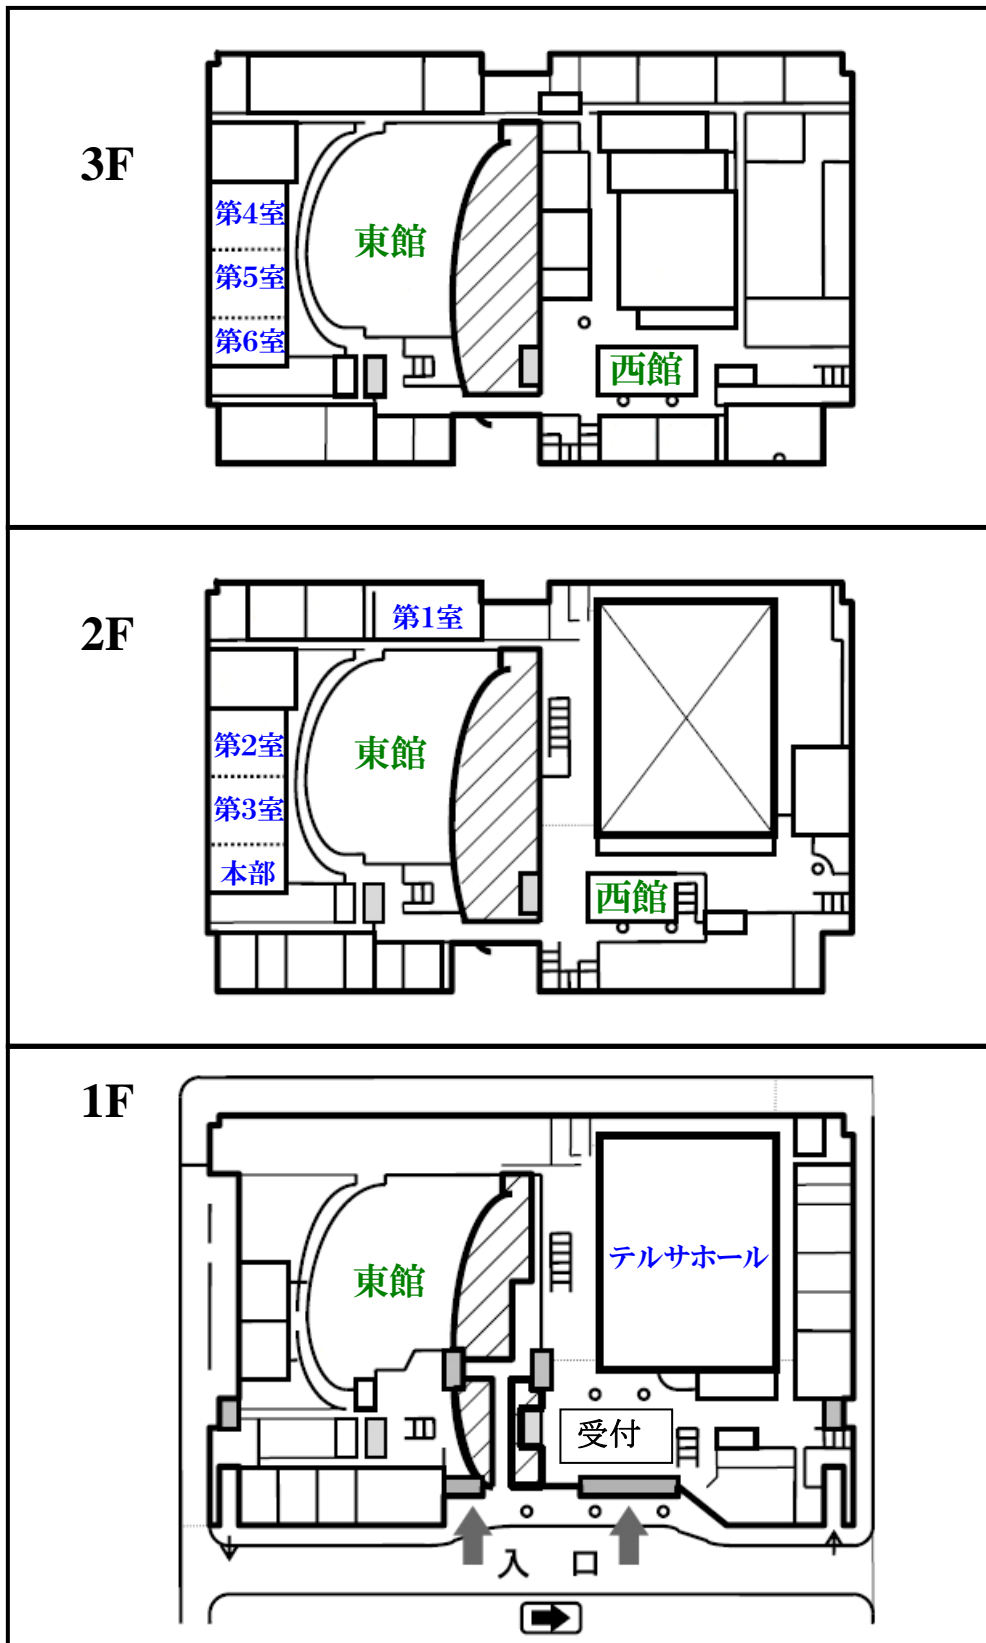 3F
第4室
東館
第5室
第6室
西館
2F
第1室
第2室
東館
第3室
本部
西館
1F
テルサホール
東館
受付
入 口